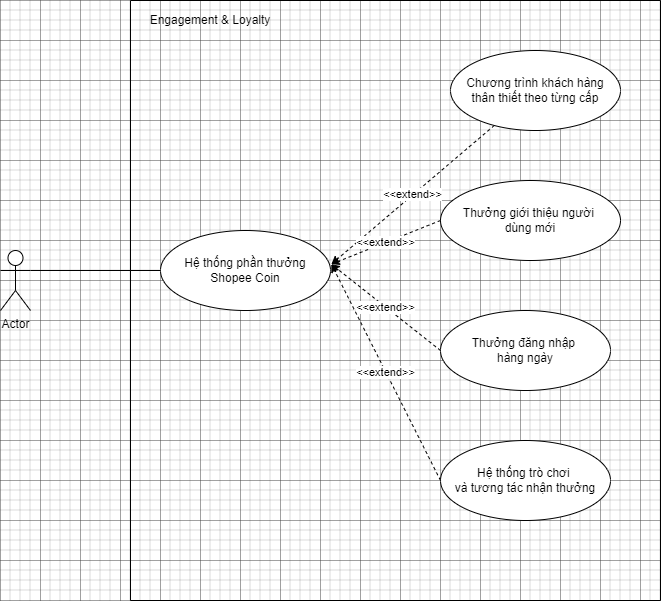 Engagement & Loyalty
Chương trình khách hàng
thân thiết theo từng cấp
<<extend>>
Thưởng giới thiệu người
dùng mới
<<extend>>
Hệ thống phần thưởng
Shopee Coin
Actor
<<extend>>
Thưởng đăng nhập
hàng ngày
<<extend>>
Hệ thống trò chơi
và tương tác nhận thưởng